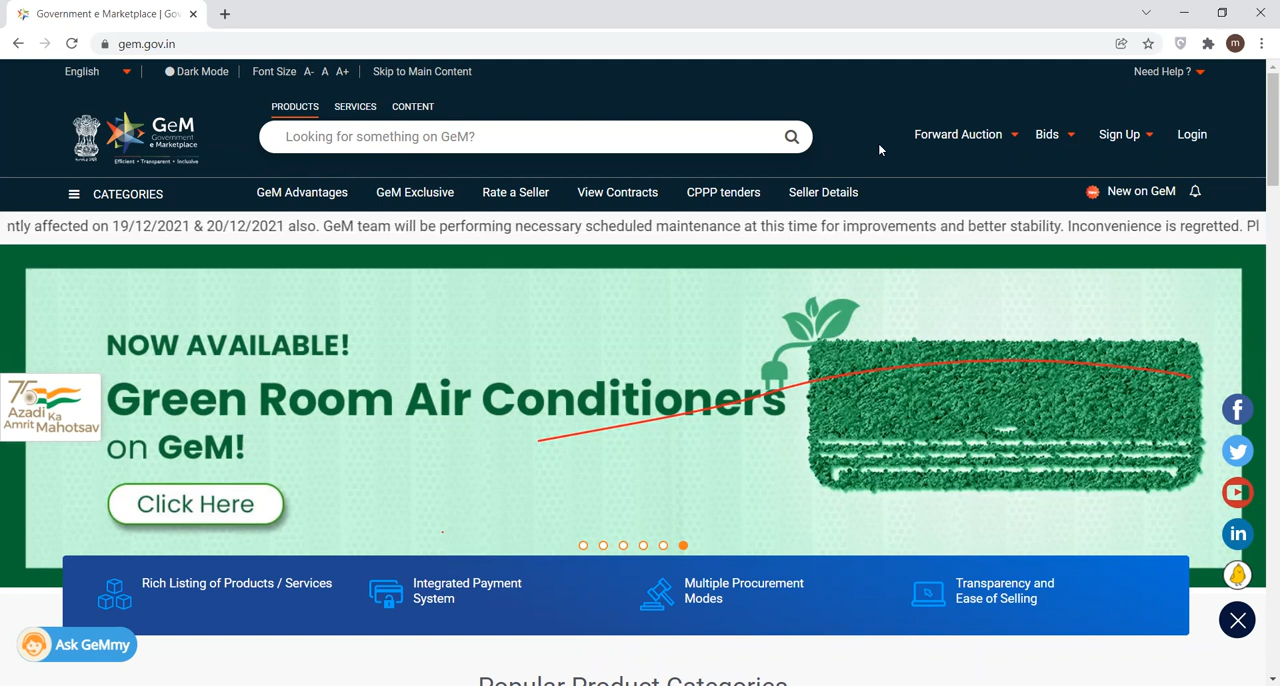 Government e Marketplace | Gov
gem.gov.in
m
English
Dark Mode
Font Size A- A A+
Skip to Main Content
Need Help ?
PRODUCTS SERVICES CONTENT
GeM
Government
e Marketplace
Efficient • Transparent • Inclusive
Looking for something on GeM?
Forward Auction
Bids
Sign Up
Login
CATEGORIES
GeM Advantages
GeM Exclusive
Rate a Seller
View Contracts
CPPP tenders
Seller Details
New on GeM
ntly affected on 19/12/2021 & 20/12/2021 also. GeM team will be performing necessary scheduled maintenance at this time for improvements and better stability. Inconvenience is regretted. Pl
NOW AVAILABLE!
Green Room Air Conditioners
on GeM!
Click Here
75
Azadi Ka
Amrit Mahotsav
Rich Listing of Products / Services
Integrated Payment
System
Multiple Procurement
Modes
Transparency and
Ease of Selling
Ask GeMmy
Popular Product Categories